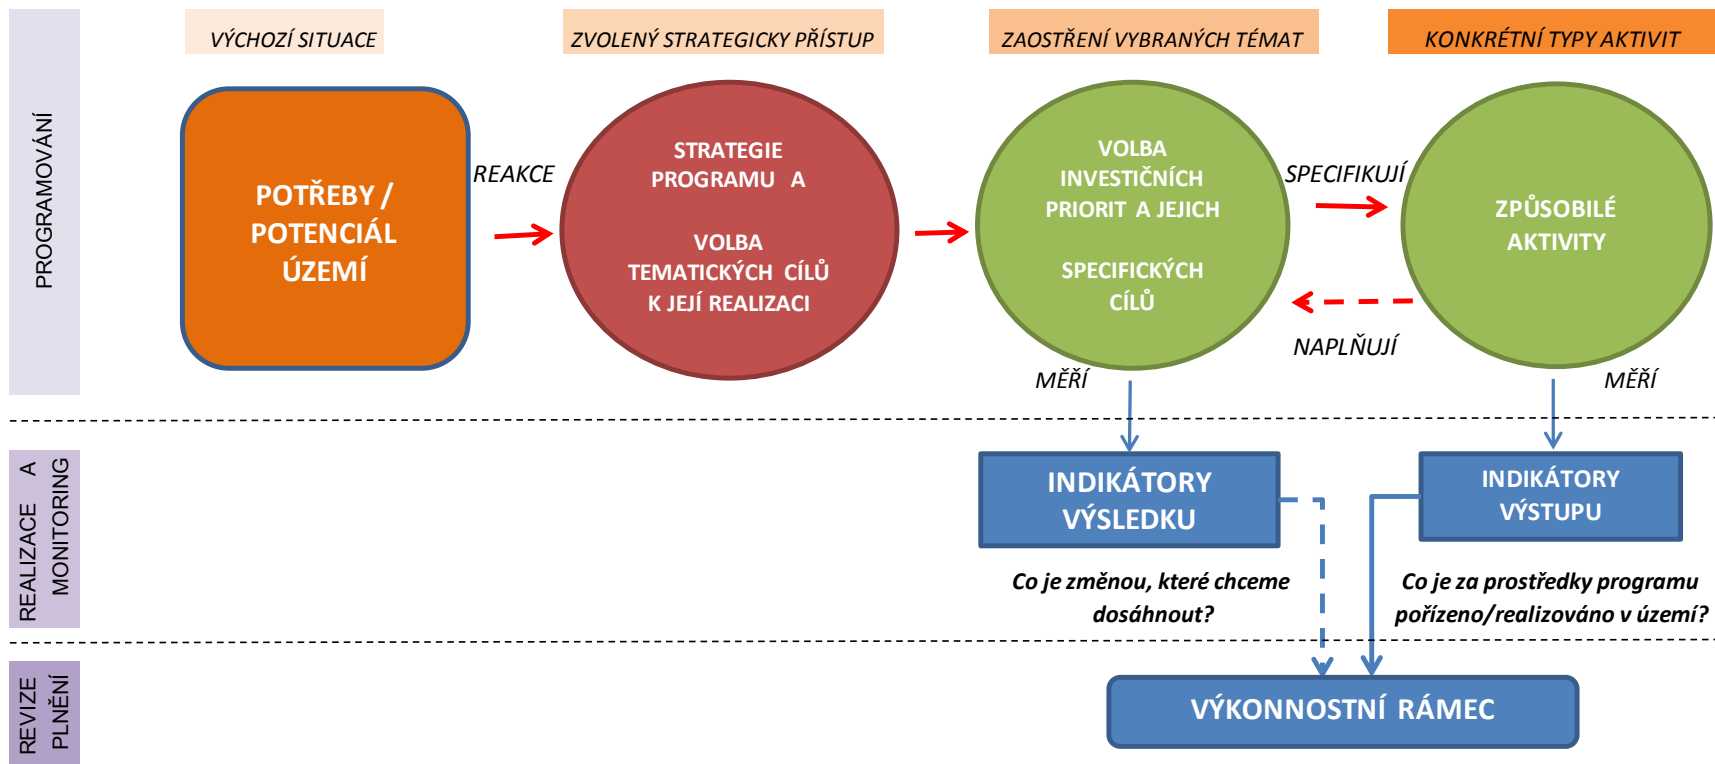 VÝCHOZÍ SITUACE
ZVOLENÝ STRATEGICKY PŘÍSTUP
ZAOSTŘENÍ VYBRANÝCH TÉMAT
KONKRÉTNÍ TYPY AKTIVIT
PROGRAMOVÁNÍ
POTŘEBY /
POTENCIÁL
ÚZEMÍ
REAKCE
STRATEGIE
PROGRAMU A
VOLBA
TEMATICKÝCH CÍLŮ
K JEJÍ REALIZACI
VOLBA
INVESTIČNÍCH
PRIORIT A JEJICH
SPECIFICKÝCH
CÍLŮ
SPECIFIKUJÍ
NAPLŇUJÍ
ZPŮSOBILÉ
AKTIVITY
MĚŘÍ
MĚŘÍ
REALIZACE A
MONITORING
INDIKÁTORY
VÝSLEDKU
INDIKÁTORY
VÝSTUPU
Co je změnou, které chceme
dosáhnout?
Co je za prostředky programu
pořízeno/realizováno v území?
REVIZE
PLNĚNÍ
VÝKONNOSTNÍ RÁMEC